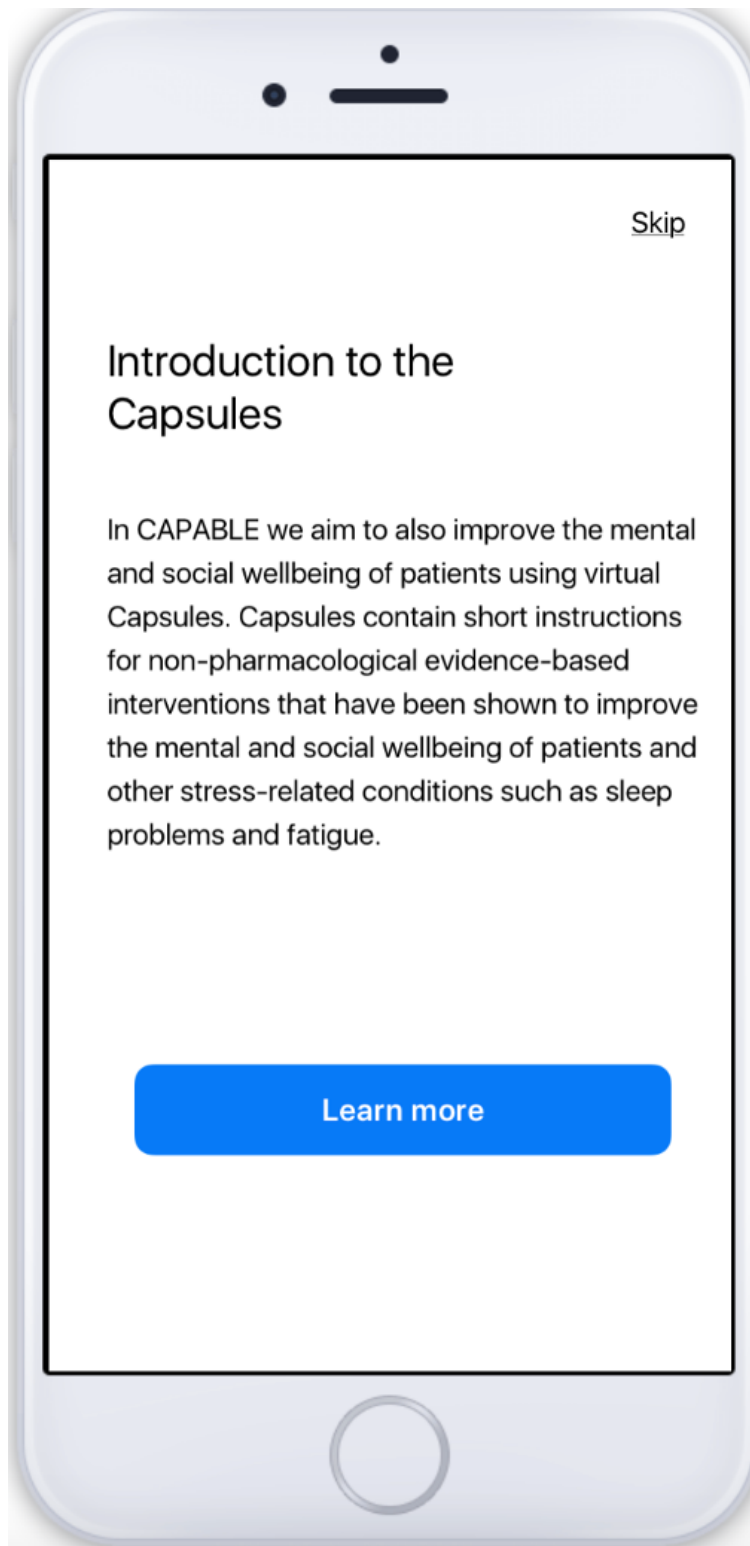 Skip
Introduction to the
Capsules
In CAPABLE we aim to also improve the mental
and social wellbeing of patients using virtual
Capsules. Capsules contain short instructions
for non-pharmacological evidence-based
interventions that have been shown to improve
the mental and social wellbeing of patients and
other stress-related conditions such as sleep
problems and fatigue.
Learn more